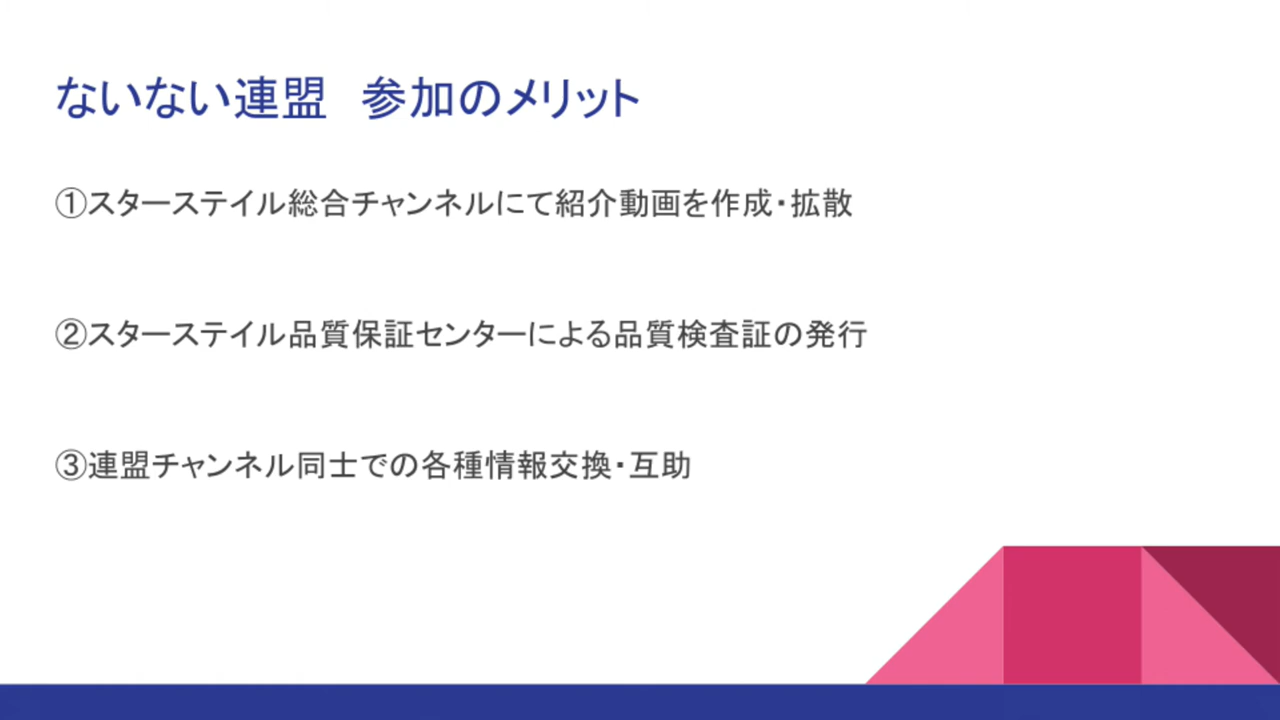 ないない連盟　参加のメリット
①スターステイル総合チャンネルにて紹介動画を作成・拡散
②スターステイル品質保証センターによる品質検査証の発行
③連盟チャンネル同士での各種情報交換・互助